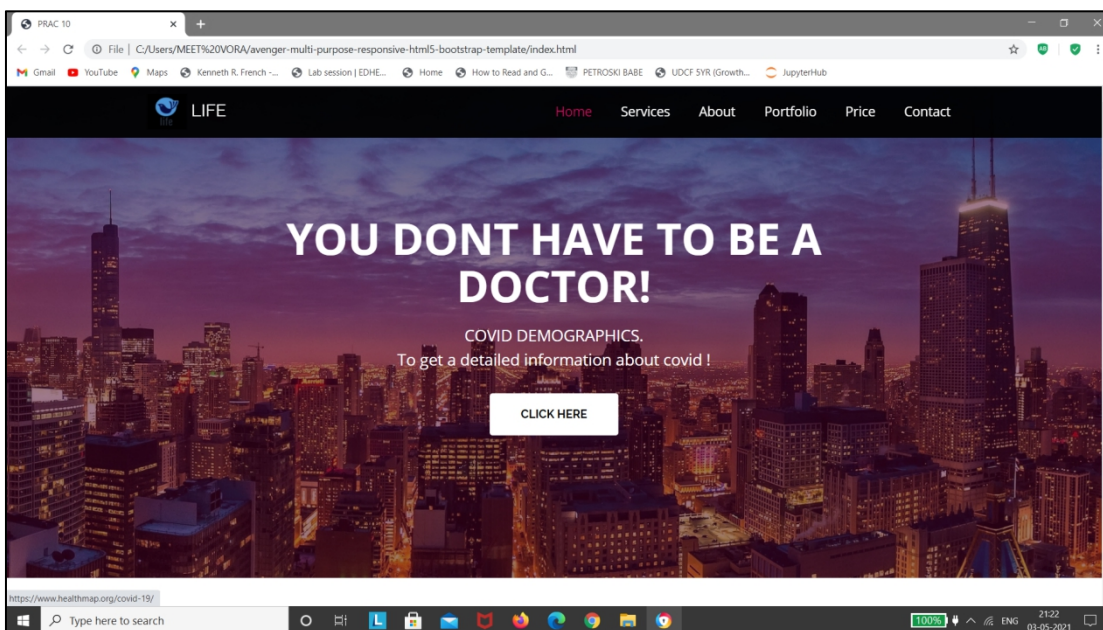 PRAC 10
File | C:/Users/MEET%20VORA/avenger-multi-purpose-responsive-html5-bootstrap-template/index.html
Gmail YouTube Maps Kenneth R. French -... Lab session | EDHE... Home How to Read and G... PETROSKI BABE UDCF 5YR (Growth... JupyterHub
life LIFE Home Services About Portfolio Price Contact
YOU DONT HAVE TO BE A
DOCTOR!
COVID DEMOGRAPHICS.
To get a detailed information about covid !
CLICK HERE
https://www.healthmap.org/covid-19/
Type here to search L 100% ENG 21:22
03-05-2021